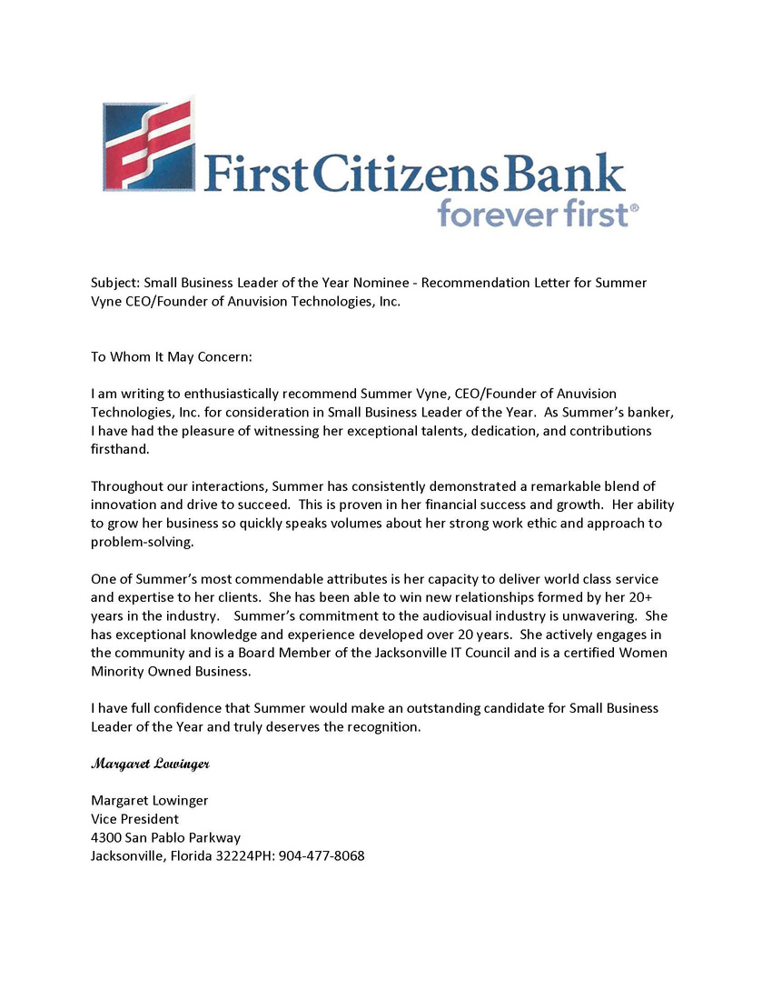 First Citizens Bank
forever first®
Subject: Small Business Leader of the Year Nominee - Recommendation Letter for Summer
Vyne CEO/Founder of Anuvision Technologies, Inc.
To Whom It May Concern:
I am writing to enthusiastically recommend Summer Vyne, CEO/Founder of Anuvision
Technologies, Inc. for consideration in Small Business Leader of the Year.  As Summer’s banker,
I have had the pleasure of witnessing her exceptional talents, dedication, and contributions
firsthand.
Throughout our interactions, Summer has consistently demonstrated a remarkable blend of
innovation and drive to succeed.  This is proven in her financial success and growth.  Her ability
to grow her business so quickly speaks volumes about her strong work ethic and approach to
problem-solving.
One of Summer’s most commendable attributes is her capacity to deliver world class service
and expertise to her clients.  She has been able to win new relationships formed by her 20+
years in the industry.    Summer’s commitment to the audiovisual industry is unwavering.  She
has exceptional knowledge and experience developed over 20 years.  She actively engages in
the community and is a Board Member of the Jacksonville IT Council and is a certified Women
Minority Owned Business.
I have full confidence that Summer would make an outstanding candidate for Small Business
Leader of the Year and truly deserves the recognition.
Margaret Lowinger
Margaret Lowinger
Vice President
4300 San Pablo Parkway
Jacksonville, Florida 32224PH: 904-477-8068